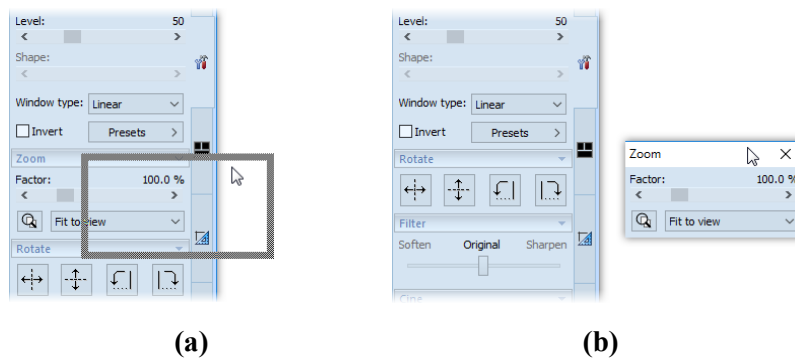 Level: 50
Shape:
Window type: Linear
Invert Presets
Zoom
Factor: 100.0 %
Fit to view
Rotate
(a)
Level: 50
Shape:
Window type: Linear
Invert Presets
Rotate
Filter
Soften Original Sharpen
Cine
Zoom
Factor: 100.0 %
Fit to view
(b)